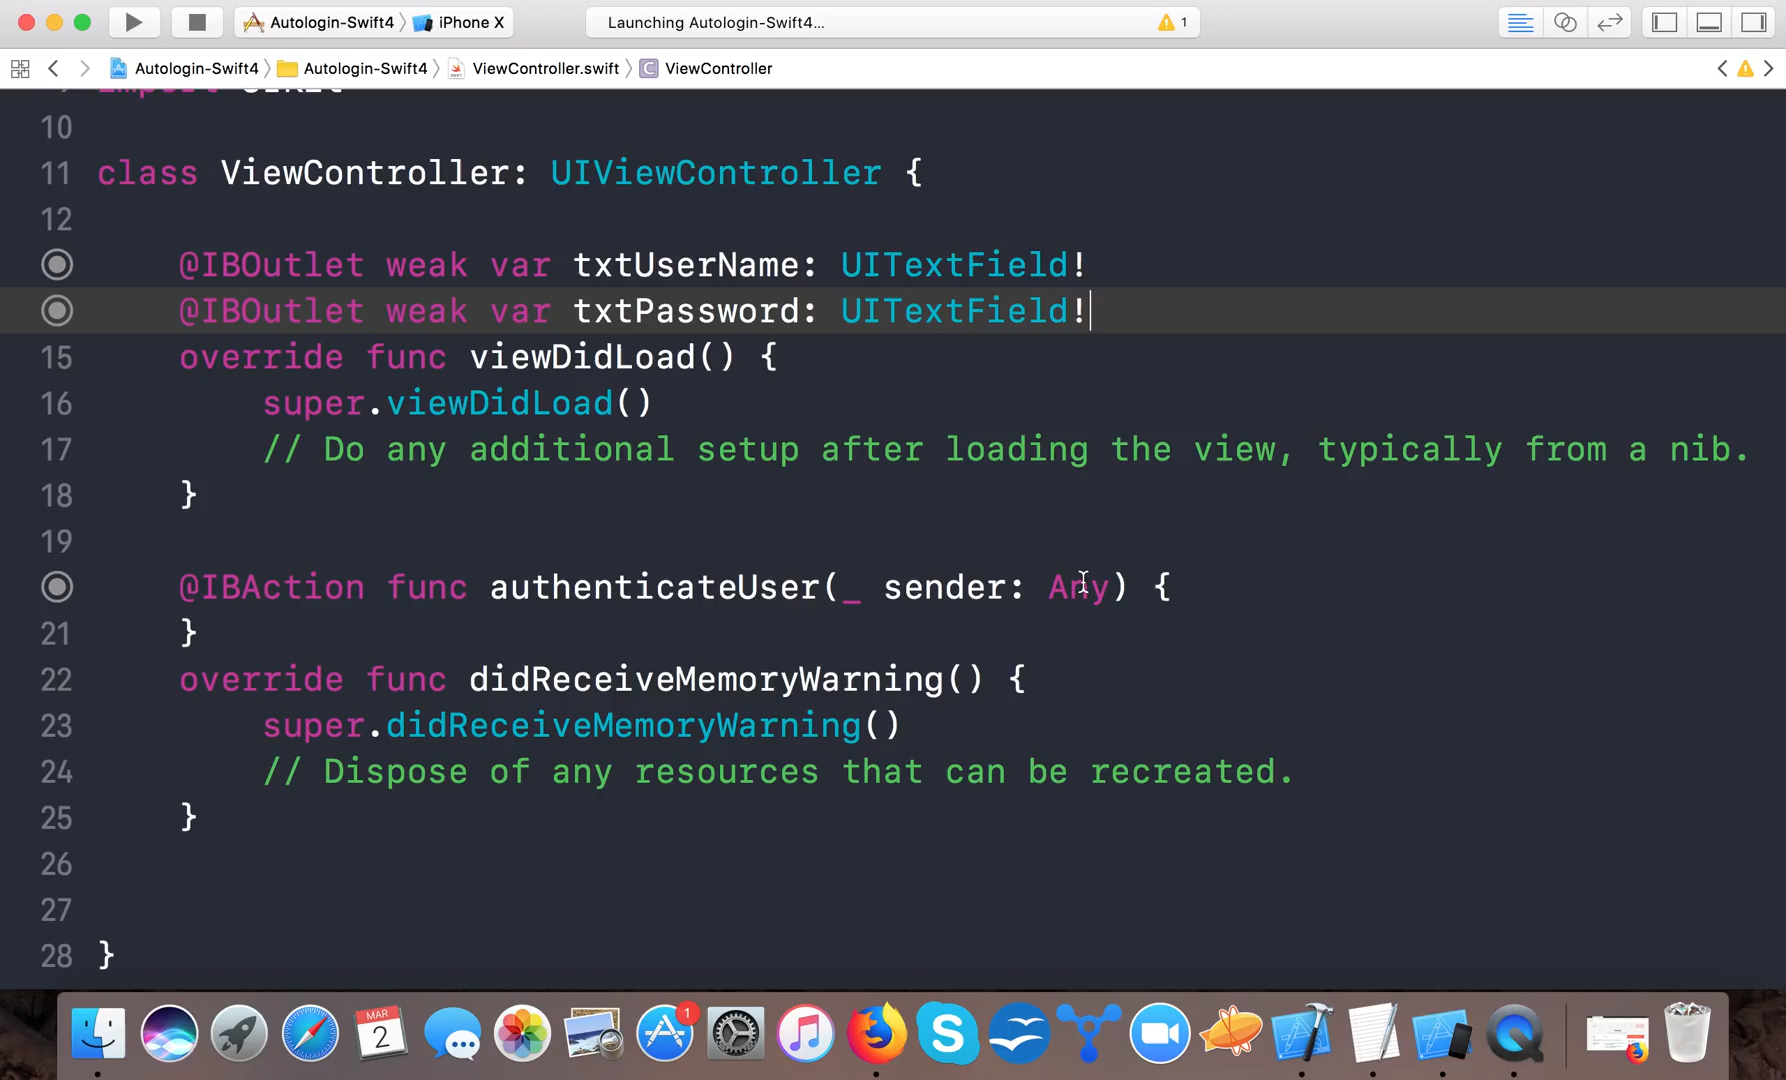 Autologin-Swift4 iPhone X Launching Autologin-Swift4... 1
Autologin-Swift4 Autologin-Swift4 ViewController.swift C ViewController
10
11 class ViewController: UIViewController {
12
@IBOutlet weak var txtUserName: UITextField!
@IBOutlet weak var txtPassword: UITextField!
15 override func viewDidLoad() {
16 super.viewDidLoad()
17 // Do any additional setup after loading the view, typically from a nib.
18 }
19
@IBAction func authenticateUser(_ sender: Any) {
21 }
22 override func didReceiveMemoryWarning() {
23 super.didReceiveMemoryWarning()
24 // Dispose of any resources that can be recreated.
25 }
26
27
28 }
MAR
2
1
S